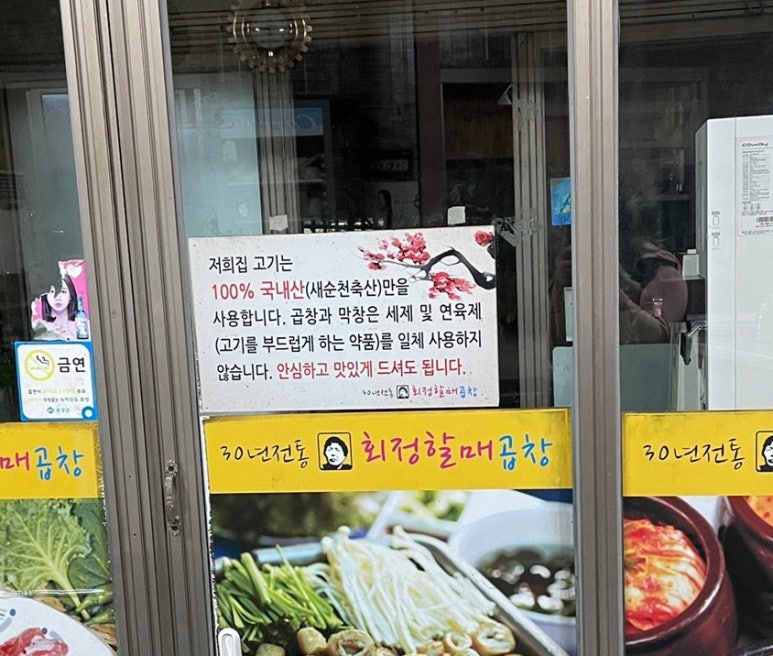 저희집 고기는
100% 국내산(새순천축산)만을
사용합니다. 곱창과 막창은 세제 및 연육제
(고기를 부드럽게 하는 약품)를 일체 사용하지
않습니다. 안심하고 맛있게 드셔도 됩니다.
30년전통 회정할매곱창
금연
매곱창
30년전통 회정할매곱창
30년전통
coway